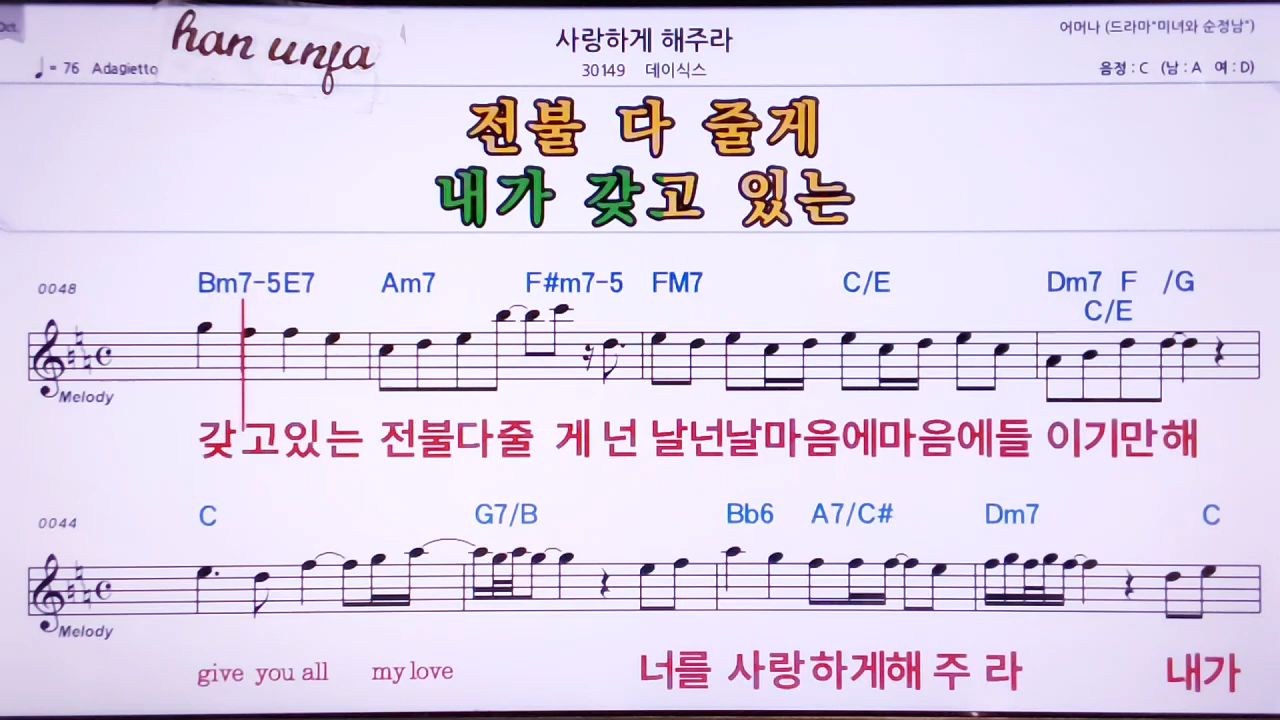 Oct.
han unfa
사랑하게 해주라
어머나 (드라마"미녀와 순정남")
♩= 76 Adagietto
30149 데이식스
음정 : C (남 : A 여 : D)
전불 다 줄게
내가 갖고 있는
0048 Bm7-5E7 Am7 F#m7-5 FM7 C/E Dm7 F /G
C/E
Melody
갖고있는 전불다줄 게 넌 날넌날마음에마음에들 이기만해
0044 C G7/B Bb6 A7/C# Dm7 C
Melody
give you all my love 너를 사랑하게해 주 라 내가